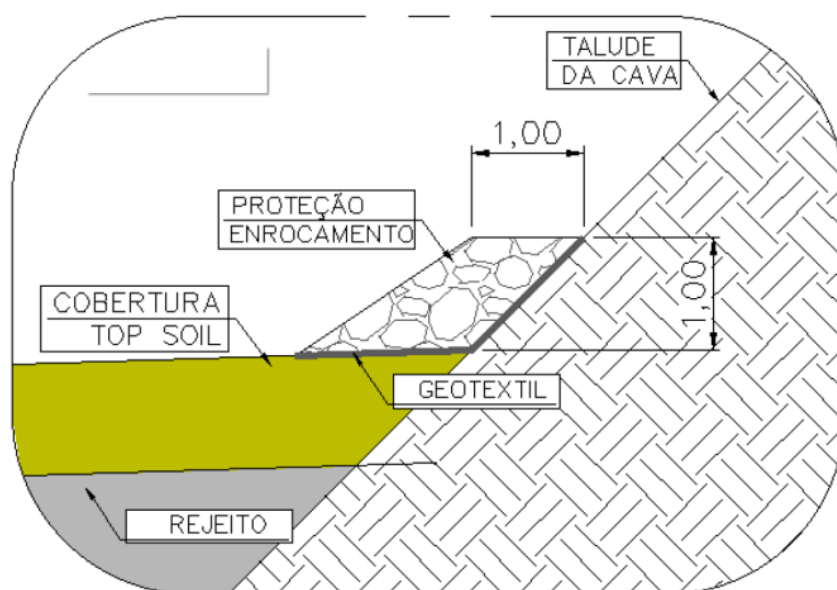 TALUDE
DA CAVA
1,00
PROTEÇÃO
ENROCAMENTO
1,00
COBERTURA
TOP SOIL
GEOTEXTIL
REJEITO